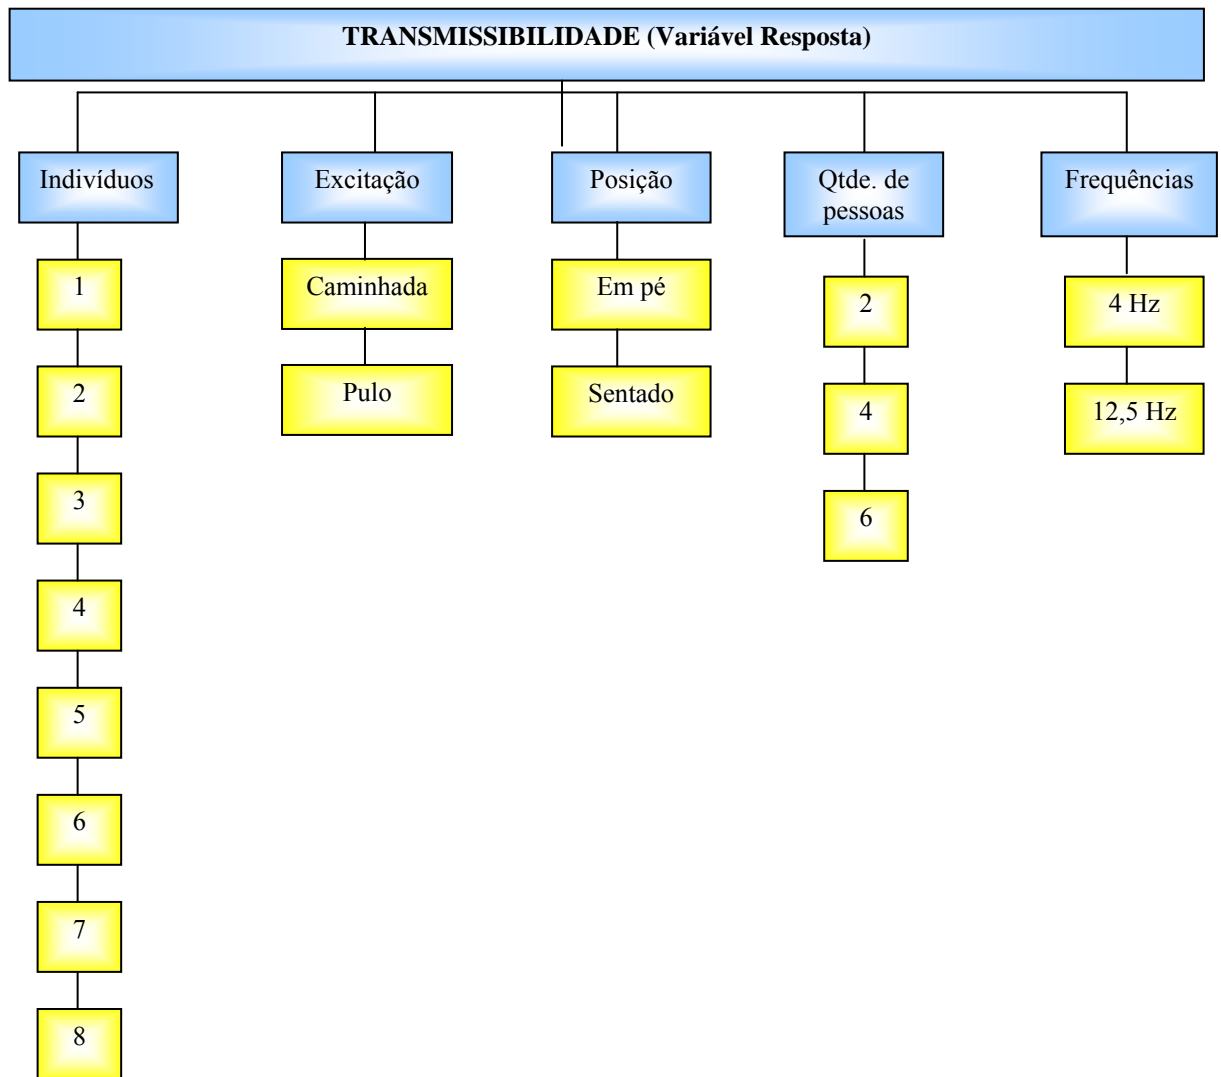 TRANSMISSIBILIDADE (Variável Resposta)
Indivíduos
1
2
3
4
5
6
7
8
Excitação
Caminhada
Pulo
Posição
Em pé
Sentado
Qtde. de
pessoas
2
4
6
Frequências
4 Hz
12,5 Hz